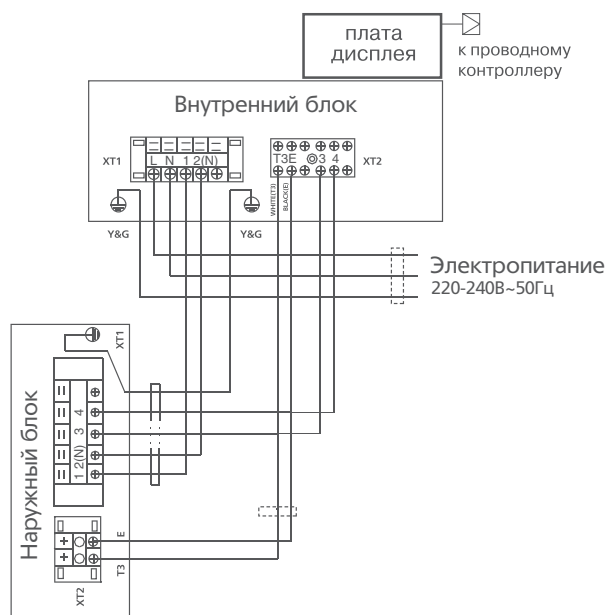 плата
дисплея
к проводному
контроллеру
Внутренний блок
XT1
L N 1 2(N)
T3E 3 4
XT2
WHITE(T3)
BLACK(E)
Y&G
Y&G
Электропитание
220-240В~50Гц
Наружный блок
XT1
4
3
2(N)
1
E
T3
XT2